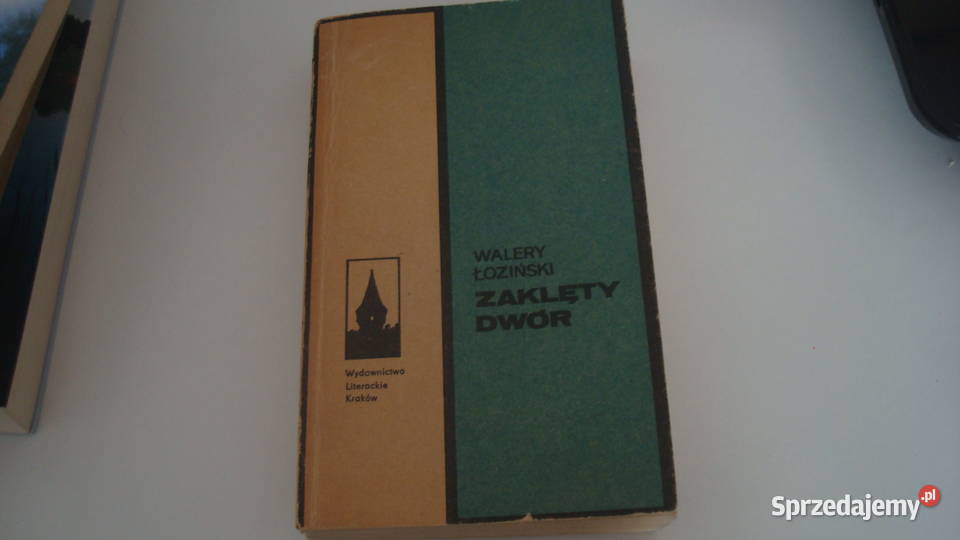 WALERY
ŁOZIŃSKI
ZAKLĘTY
DWÓR
Wydawnictwo
Literackie
Kraków
Sprzedajemy.pl